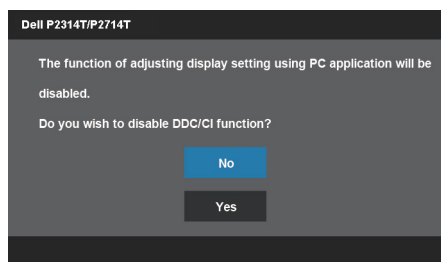 Dell P2314T/P2714T
The function of adjusting display setting using PC application will be
disabled.
Do you wish to disable DDC/CI function?
No
Yes